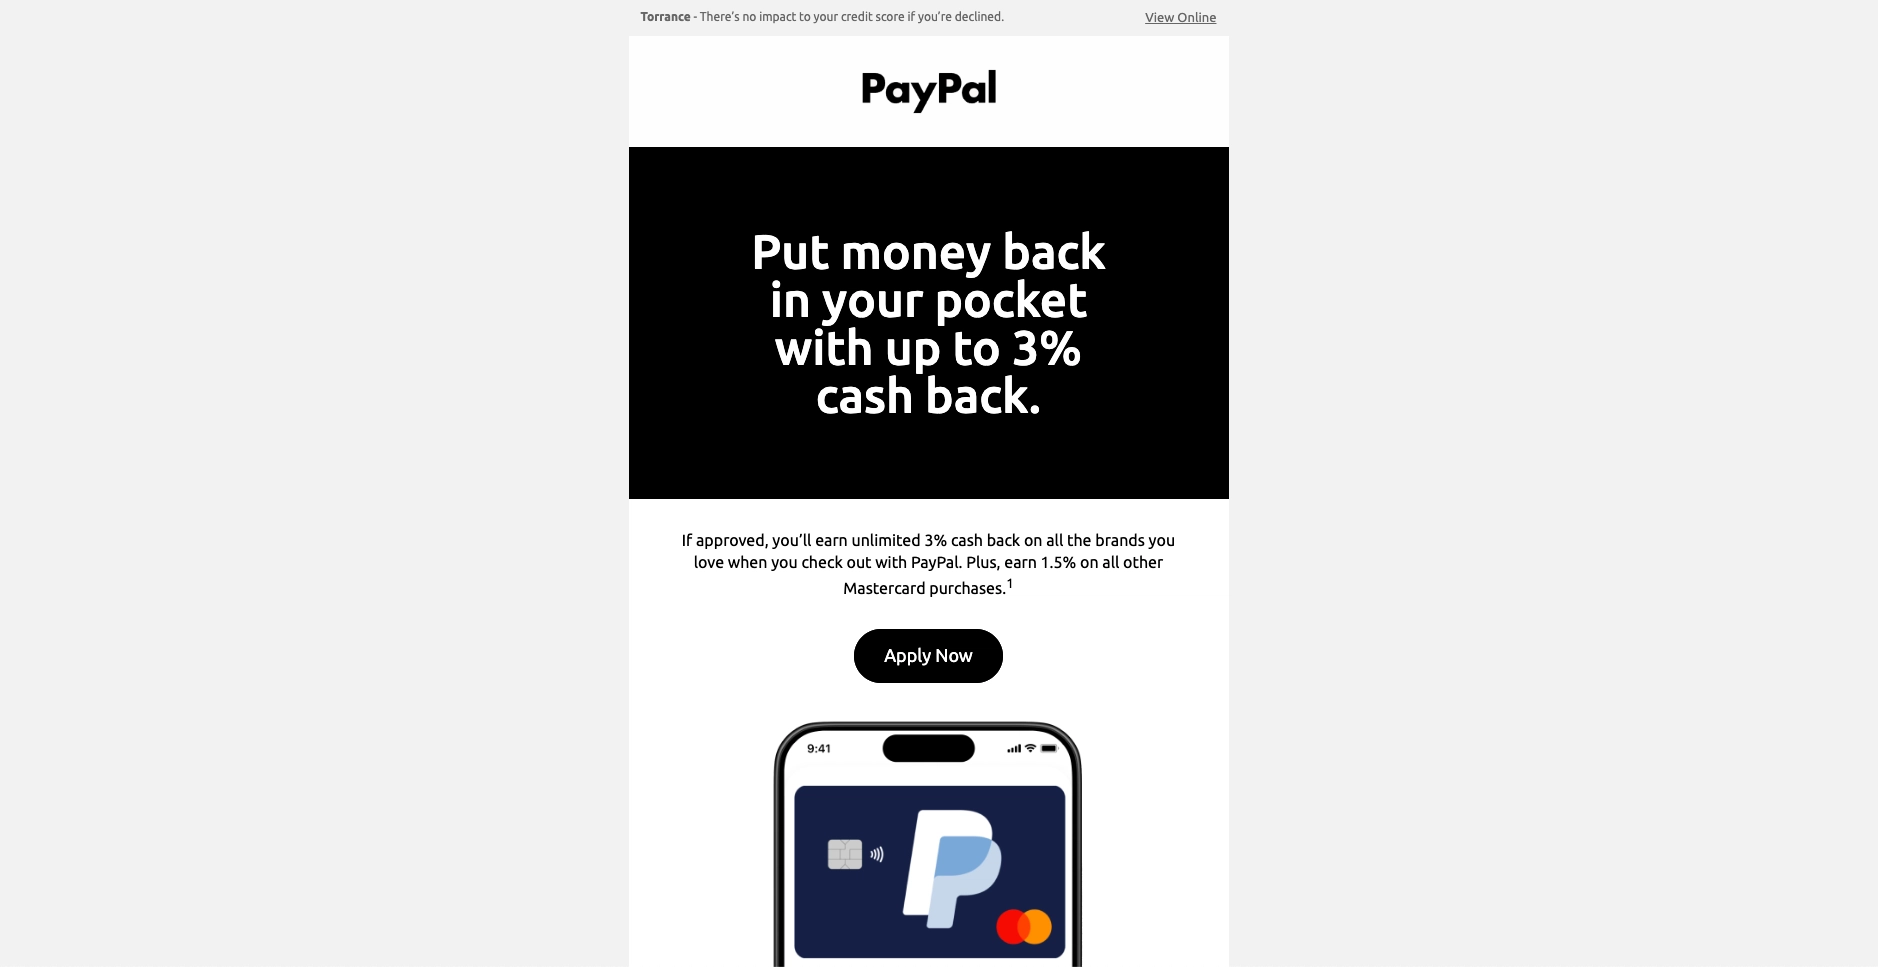 Torrance - There's no impact to your credit score if you're declined.
View Online
PayPal
Put money back
in your pocket
with up to 3%
cash back.
If approved, you’ll earn unlimited 3% cash back on all the brands you
love when you check out with PayPal. Plus, earn 1.5% on all other
Mastercard purchases.1
Apply Now
9:41